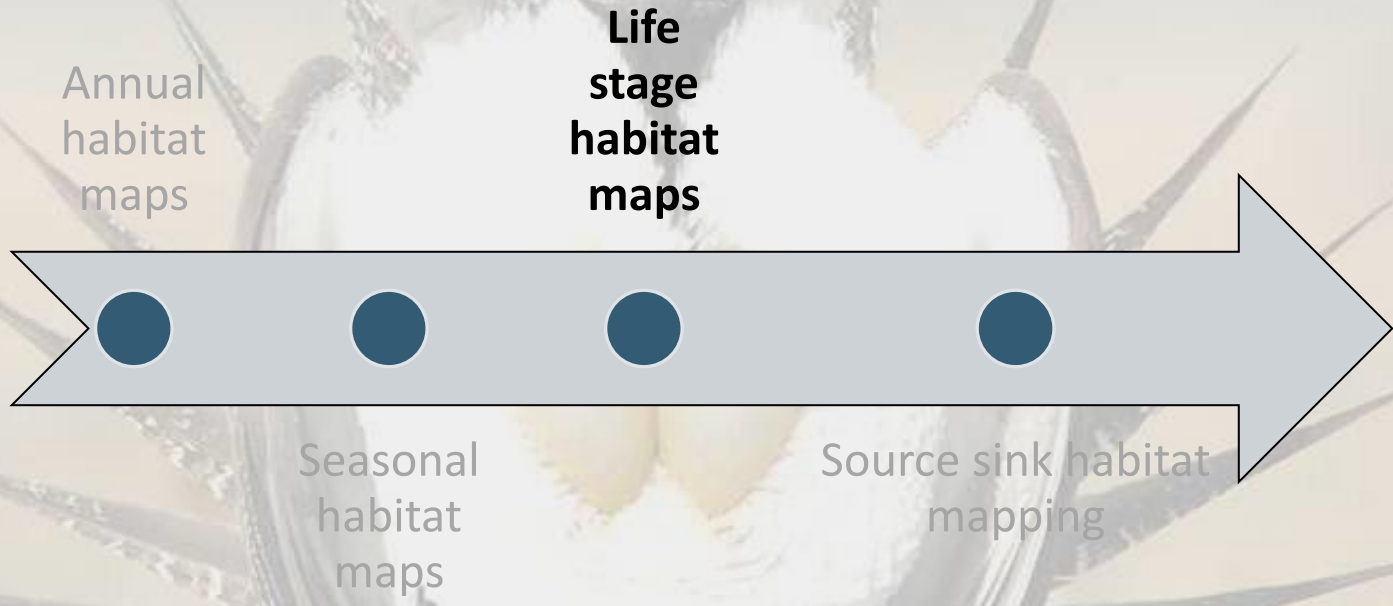 Annual
habitat
maps
Seasonal
habitat
maps
Life
stage
habitat
maps
Source sink habitat
mapping